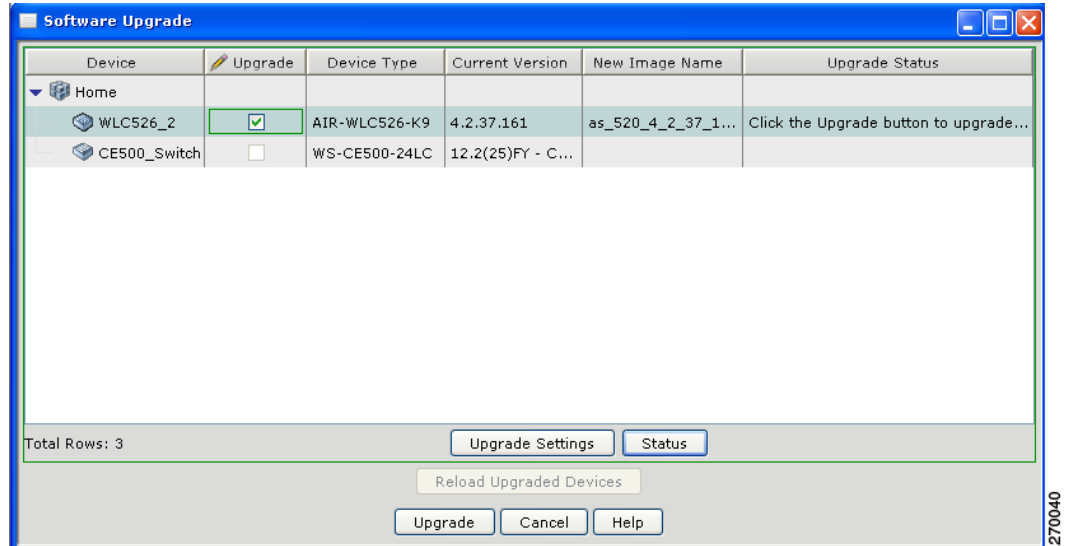 Software Upgrade
Device Upgrade Device Type Current Version New Image Name Upgrade Status
Home
WLC526_2 AIR-WLC526-K9 4.2.37.161 as_520_4_2_37_1... Click the Upgrade button to upgrade...
CE500_Switch WS-CE500-24LC 12.2(25)FY - C...
Total Rows: 3 Upgrade Settings Status
Reload Upgraded Devices
Upgrade Cancel Help
270040